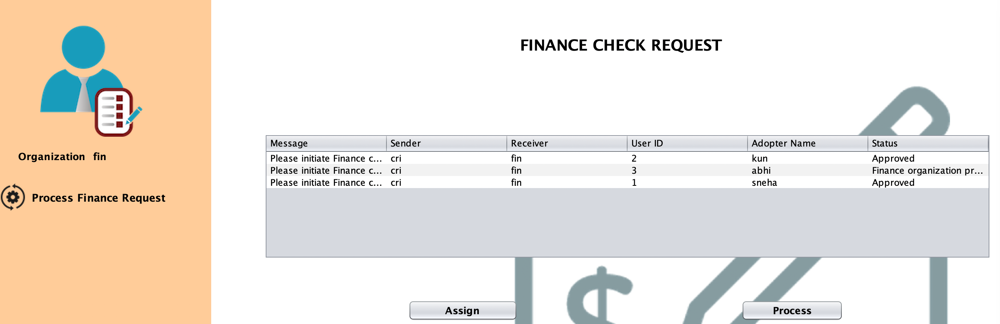 FINANCE CHECK REQUEST
Organization fin
Process Finance Request
Message Sender Receiver User ID Adopter Name Status
Please initiate Finance c... cri fin 2 kun Approved
Please initiate Finance c... cri fin 3 abhi Finance organization pr...
Please initiate Finance c... cri fin 1 sneha Approved
$
Assign Process